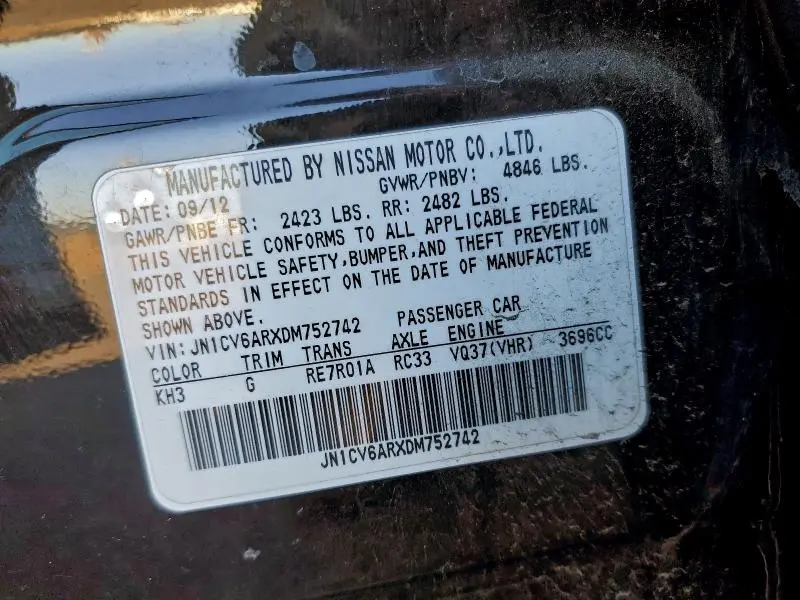 MANUFACTURED BY NISSAN MOTOR CO.,LTD.
DATE: 09/12 GVWR/PNBV: 4846 LBS.
GAWR/PNBE FR: 2423 LBS. RR: 2482 LBS.
THIS VEHICLE CONFORMS TO ALL APPLICABLE FEDERAL
MOTOR VEHICLE SAFETY,BUMPER,AND THEFT PREVENTION
STANDARDS IN EFFECT ON THE DATE OF MANUFACTURE
SHOWN ABOVE.
VIN: JN1CV6ARXDM752742 PASSENGER CAR
COLOR TRIM TRANS AXLE ENGINE
KH3 G RE7R01A RC33 VQ37(VHR) 3696CC
JN1CV6ARXDM752742